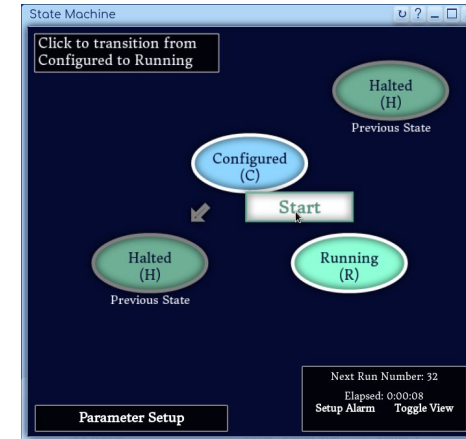 State Machine
Click to transition from
Configured to Running
Halted
(H)
Previous State
Configured
(C)
Start
Halted
(H)
Previous State
Running
(R)
Next Run Number: 32
Elapsed: 0:00:08
Setup Alarm Toggle View
Parameter Setup